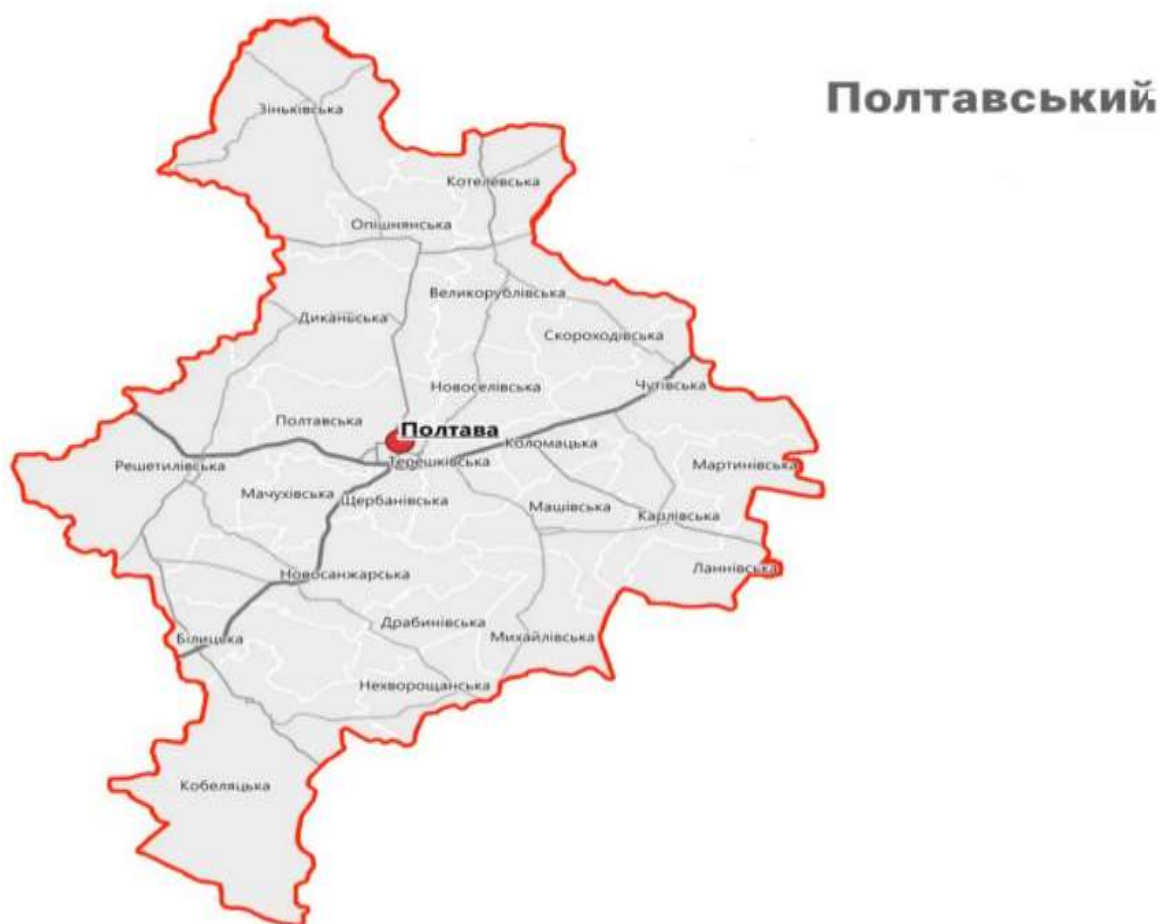 Полтавський
Зіньківська
Котелевська
Опішнянська
Великорублівська
Диканьська
Скороходівська
Новоселівська
Чутівська
Полтавська
Полтава
Коломацька
Решетилівська
Терешківська
Мартинівська
Мачухівська
Щербанівська
Машівська
Карлівська
Ланнівська
Новосанжарська
Драбинівська
Білицька
Михайлівська
Нехворощанська
Кобеляцька